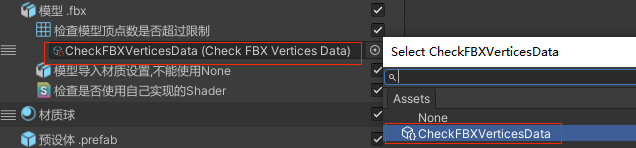 模型 .fbx
检查模型顶点数是否超过限制
CheckFBXVerticesData (Check FBX Vertices Data)
模型导入材质设置,不能使用None
检查是否使用自己实现的Shader
材质球
预设体 .prefab
Select CheckFBXVerticesData
Assets
None
CheckFBXVerticesData